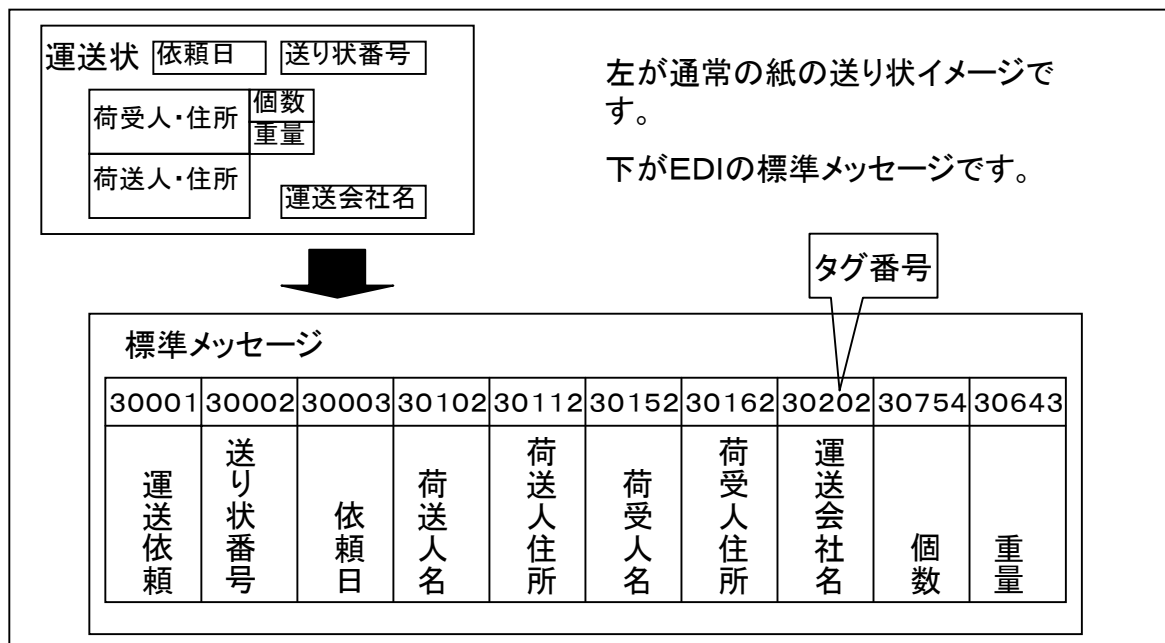 運送状
依頼日
送り状番号
荷受人・住所
個数
重量
荷送人・住所
運送会社名
左が通常の紙の送り状イメージで
す。
下がEDIの標準メッセージです。
タグ番号
標準メッセージ
30001 30002 30003 30102 30112 30152 30162 30202 30754 30643
運送依頼
送り状番号
依頼日
荷送人名
荷送人住所
荷受人名
荷受人住所
運送会社名
個数
重量